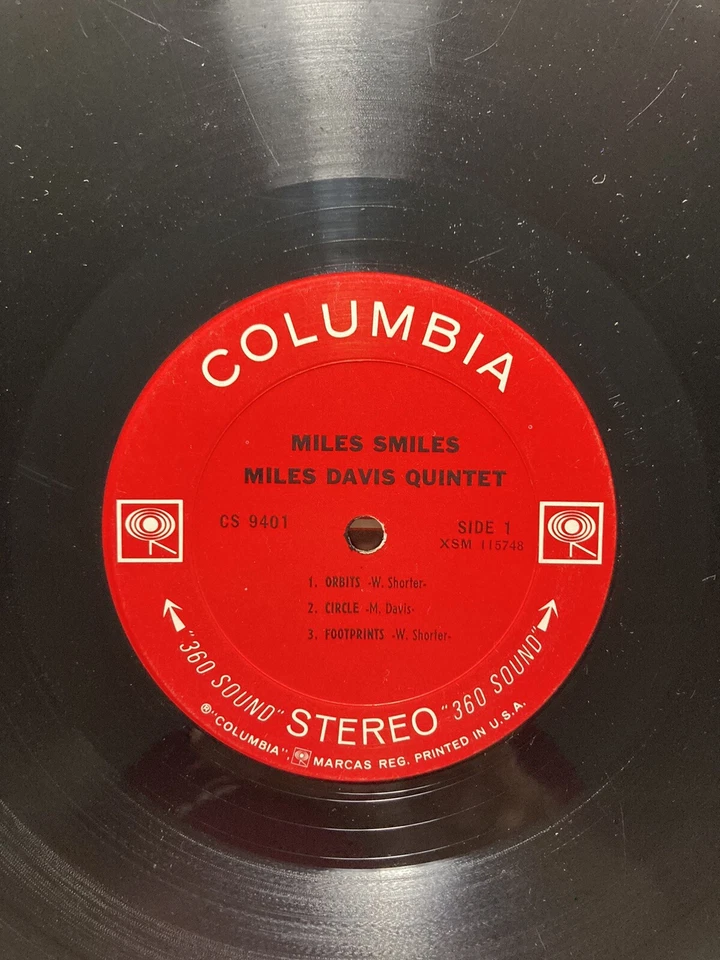 COLUMBIA
MILES SMILES
MILES DAVIS QUINTET
CS 9401
SIDE 1
XSM 115748
1. ORBITS -W. Shorter-
2. CIRCLE -M. Davis-
3. FOOTPRINTS -W. Shorter-
"360 SOUND" STEREO "360 SOUND"
®"COLUMBIA", MARCAS REG. PRINTED IN U.S.A.